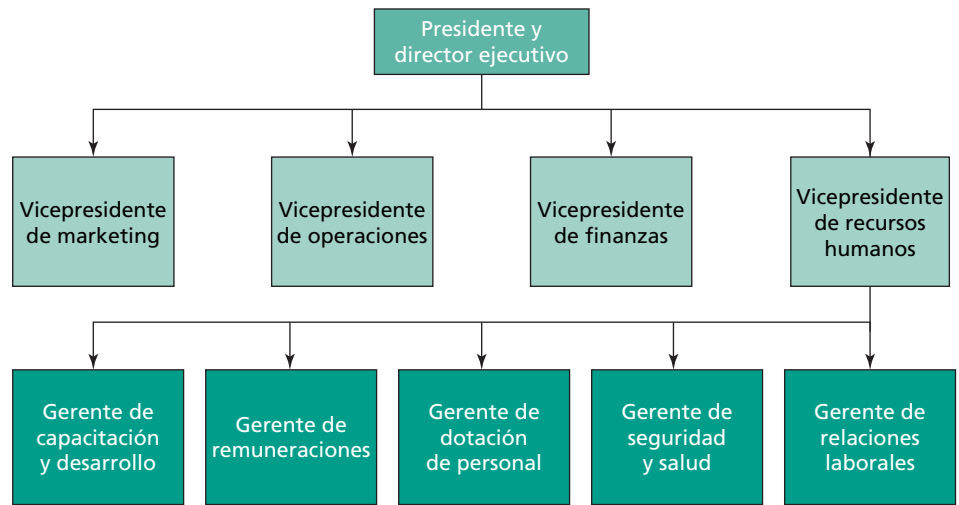 Presidente y
director ejecutivo
Vicepresidente
de marketing
Vicepresidente
de operaciones
Vicepresidente
de finanzas
Vicepresidente
de recursos
humanos
Gerente de
capacitación
y desarrollo
Gerente de
remuneraciones
Gerente de
dotación
de personal
Gerente de
seguridad
y salud
Gerente de
relaciones
laborales